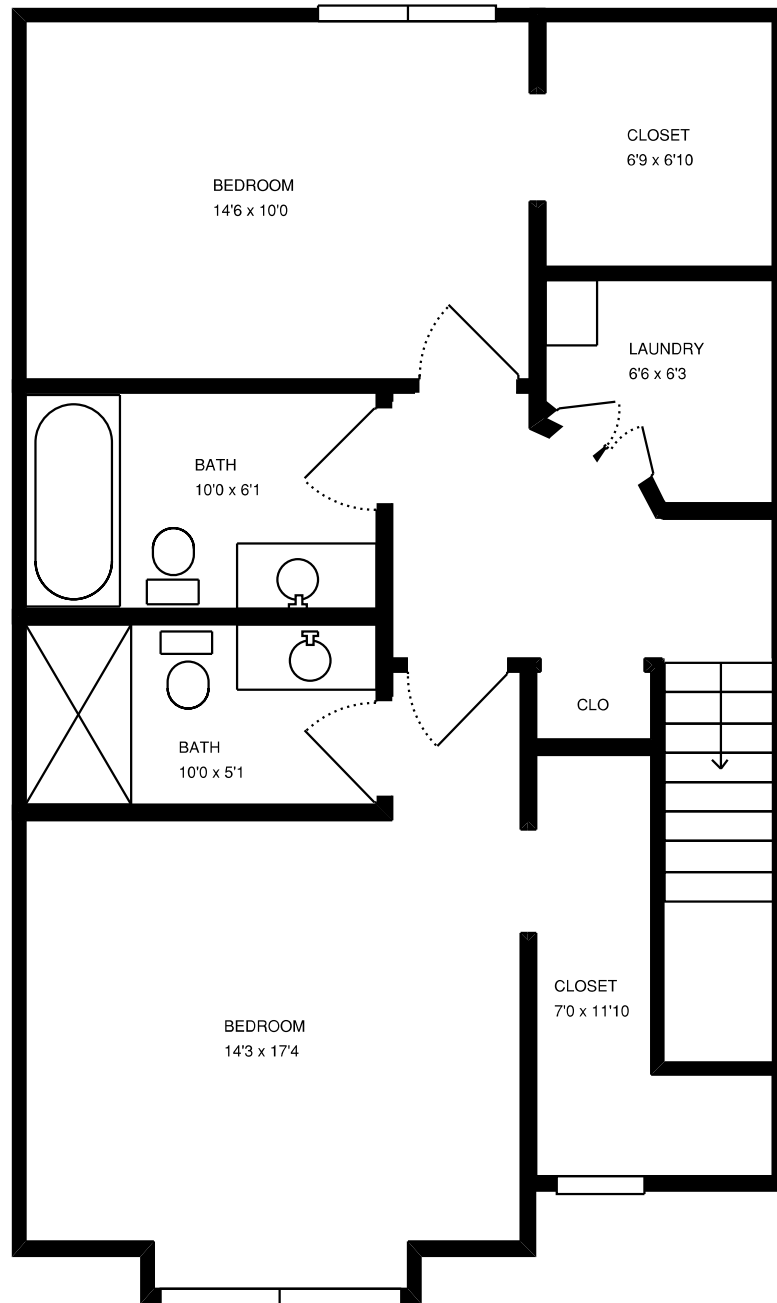 CLOSET
6'9 x 6'10
BEDROOM
14'6 x 10'0
LAUNDRY
6'6 x 6'3
BATH
10'0 x 6'1
CLO
BATH
10'0 x 5'1
CLOSET
7'0 x 11'10
BEDROOM
14'3 x 17'4